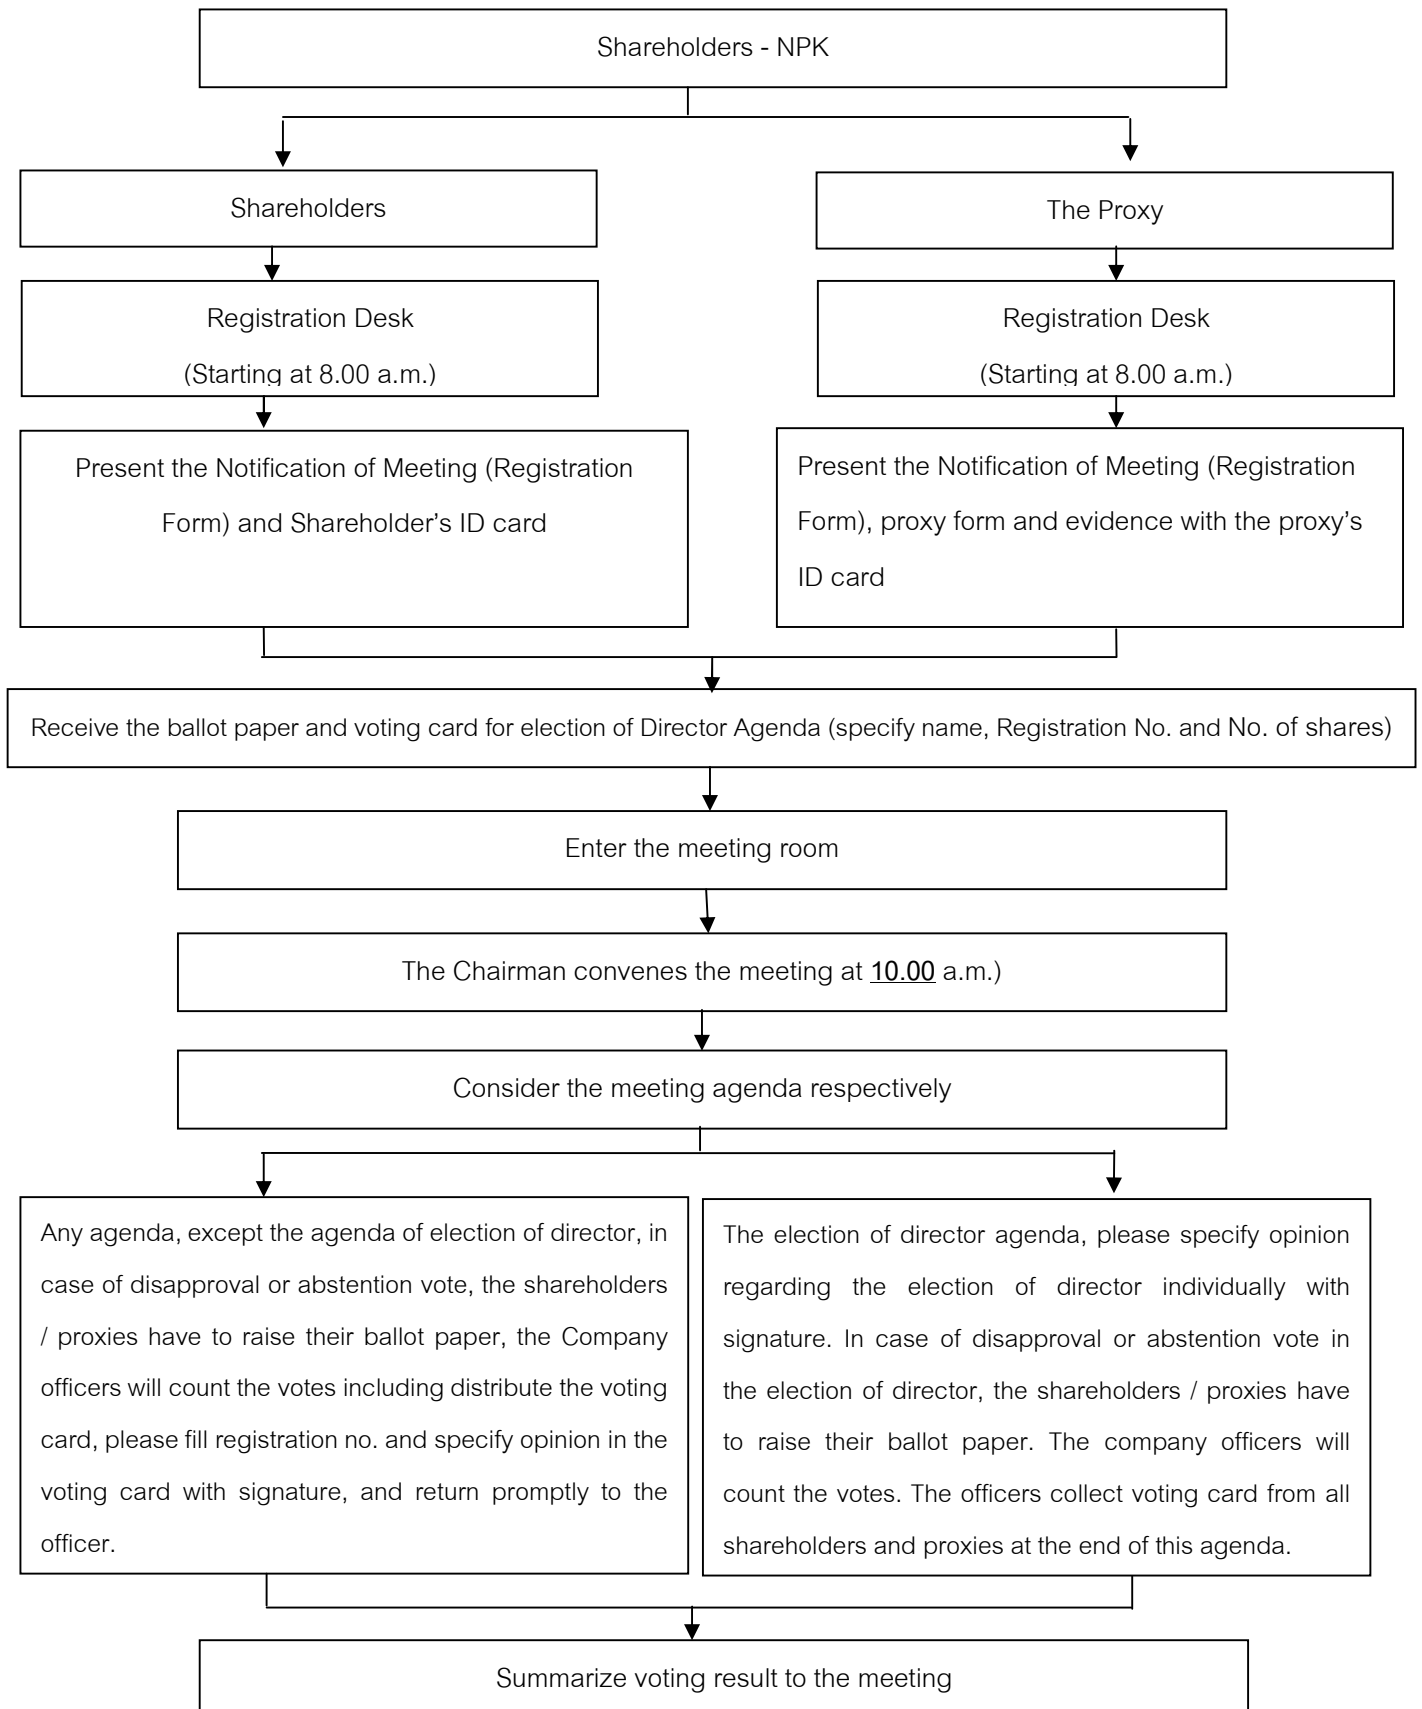 Shareholders - NPK
Shareholders
The Proxy
Registration Desk
(Starting at 8.00 a.m.)
Registration Desk
(Starting at 8.00 a.m.)
Present the Notification of Meeting (Registration
Form) and Shareholder’s ID card
Present the Notification of Meeting (Registration
Form), proxy form and evidence with the proxy’s
ID card
Receive the ballot paper and voting card for election of Director Agenda (specify name, Registration No. and No. of shares)
Enter the meeting room
The Chairman convenes the meeting at 10.00 a.m.)
Consider the meeting agenda respectively
Any agenda, except the agenda of election of director, in
case of disapproval or abstention vote, the shareholders
/ proxies have to raise their ballot paper, the Company
officers will count the votes including distribute the voting
card, please fill registration no. and specify opinion in the
voting card with signature, and return promptly to the
officer.
The election of director agenda, please specify opinion
regarding the election of director individually with
signature. In case of disapproval or abstention vote in
the election of director, the shareholders / proxies have
to raise their ballot paper. The company officers will
count the votes. The officers collect voting card from all
shareholders and proxies at the end of this agenda.
Summarize voting result to the meeting